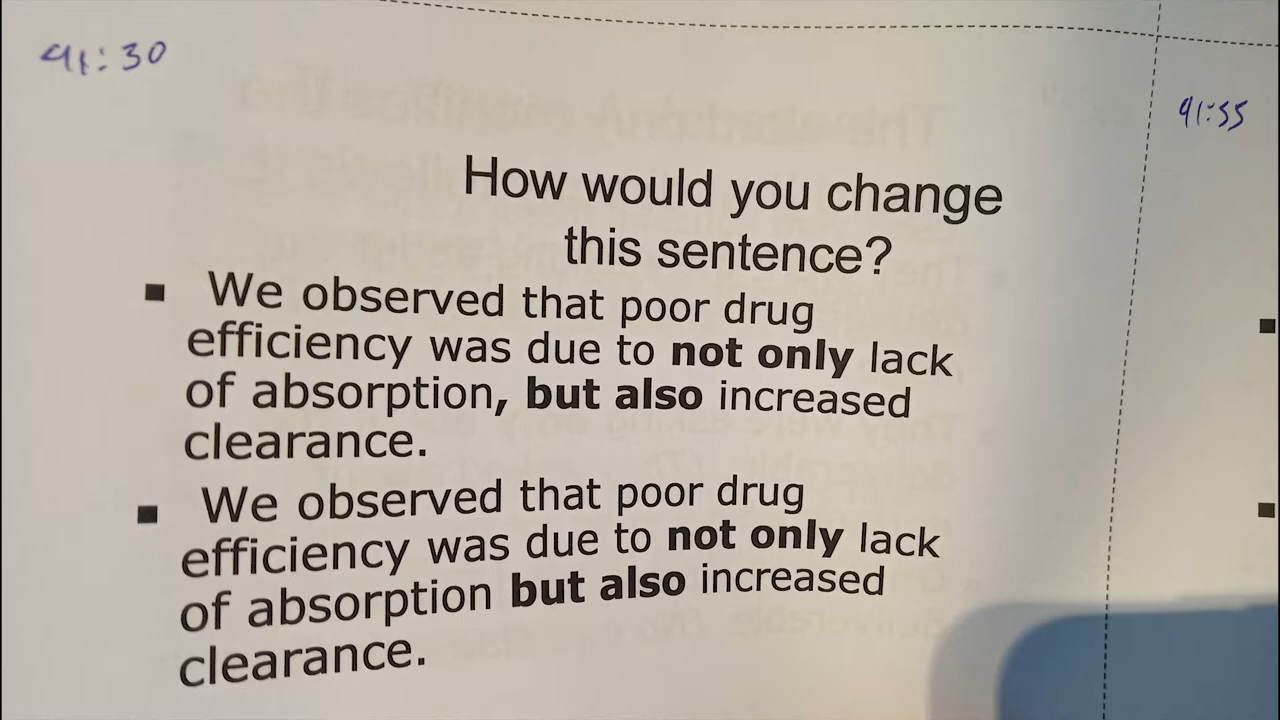 91:30
91:55
How would you change
this sentence?
▪ We observed that poor drug
efficiency was due to not only lack
of absorption, but also increased
clearance.
▪ We observed that poor drug
efficiency was due to not only lack
of absorption but also increased
clearance.